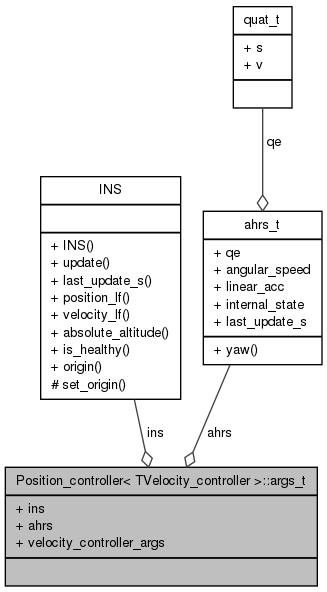 quat_t
+ s
+ v
qe
INS
+ INS()
+ update()
+ last_update_s()
+ position_lf()
+ velocity_lf()
+ absolute_altitude()
+ is_healthy()
+ origin()
# set_origin()
ahrs_t
+ qe
+ angular_speed
+ linear_acc
+ internal_state
+ last_update_s
+ yaw()
ins
ahrs
Position_controller< TVelocity_controller >::args_t
+ ins
+ ahrs
+ velocity_controller_args